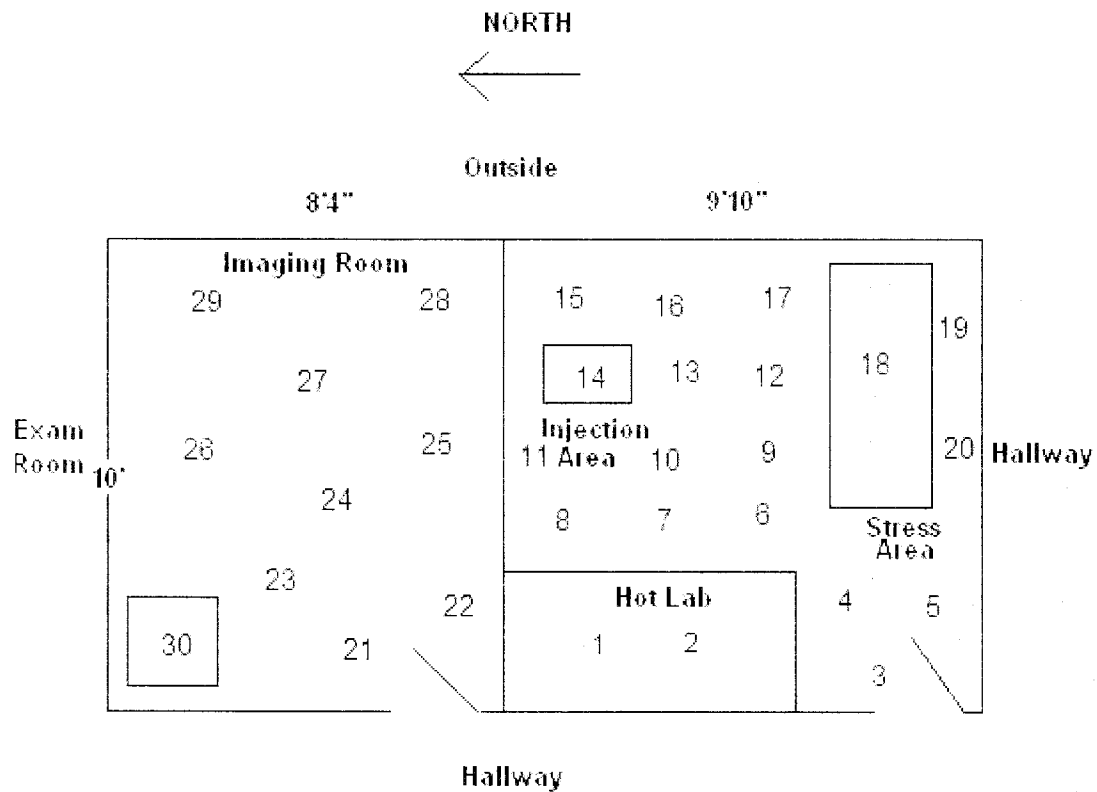 NORTH
Outside
8'4"
9'10"
Imaging Room
29
28
15
16
17
19
27
14
13
12
18
Exam
Room
10'
26
25
Injection
Area
11
10
9
20
Hallway
24
8
7
6
Stress
Area
23
22
Hot Lab
4
5
30
21
1
2
3
Hallway